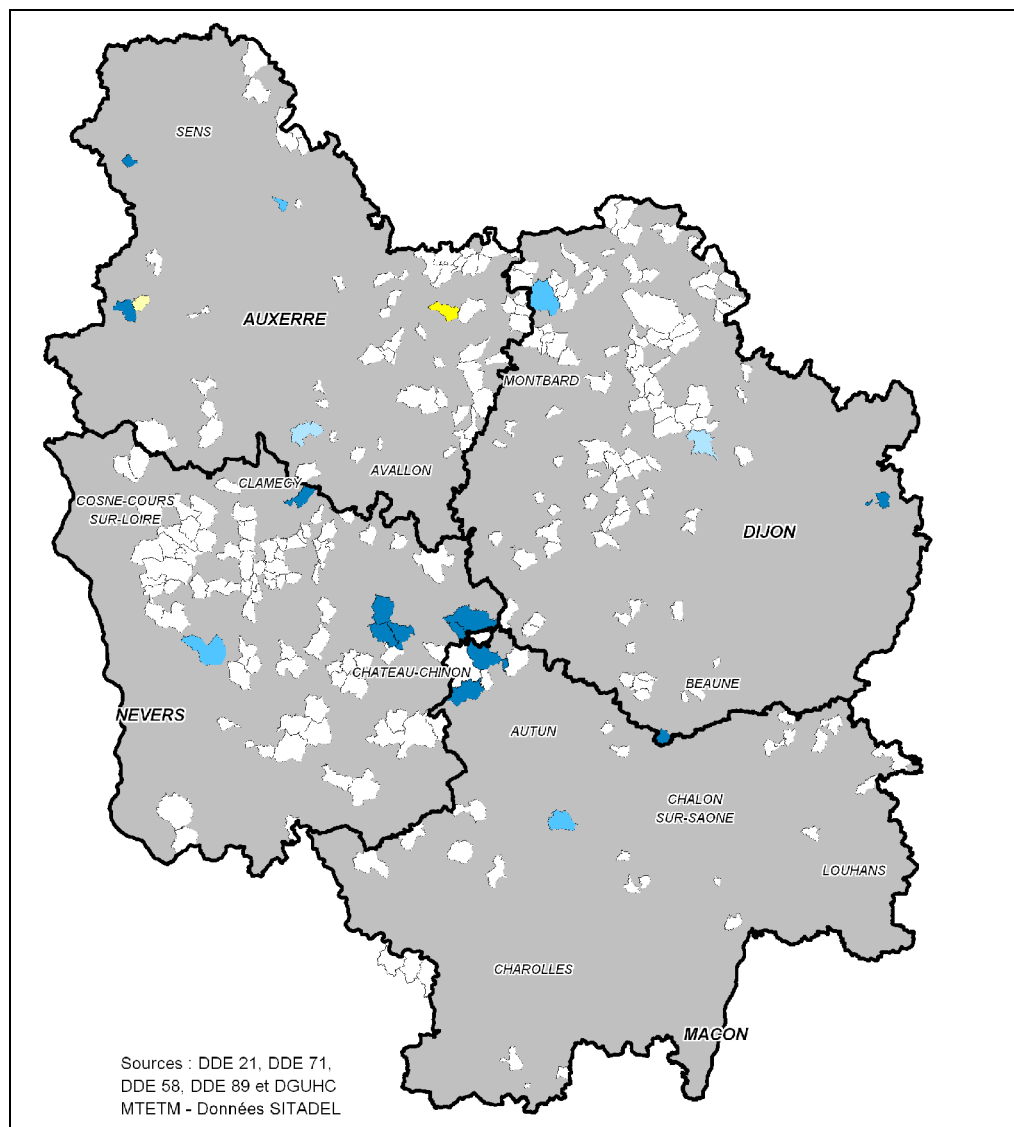 SENS
AUXERRE
MONTBARD
AVALLON
CLAMECY
COSNE-COURS
SUR-LOIRE
DIJON
CHATEAU-CHINON
BEAUNE
NEVERS
AUTUN
CHALON
SUR-SAONE
LOUHANS
CHAROLLES
MACON
Sources : DDE 21, DDE 71,
DDE 58, DDE 89 et DGUHC
MTETM - Données SITADEL